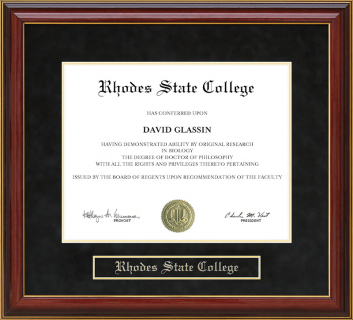 Rhodes State College
HAS CONFERRED UPON
DAVID GLASSIN
HAVING DEMONSTRATED ABILITY BY ORIGINAL RESEARCH
IN BIOLOGY
THE DEGREE OF DOCTOR OF PHILOSOPHY
WITH ALL THE RIGHTS AND PRIVILEGES THERETO PERTAINING
ISSUED BY THE BOARD OF REGENTS UPON RECOMMENDATION OF THE FACULTY
PROVOST
PRESIDENT
Rhodes State College